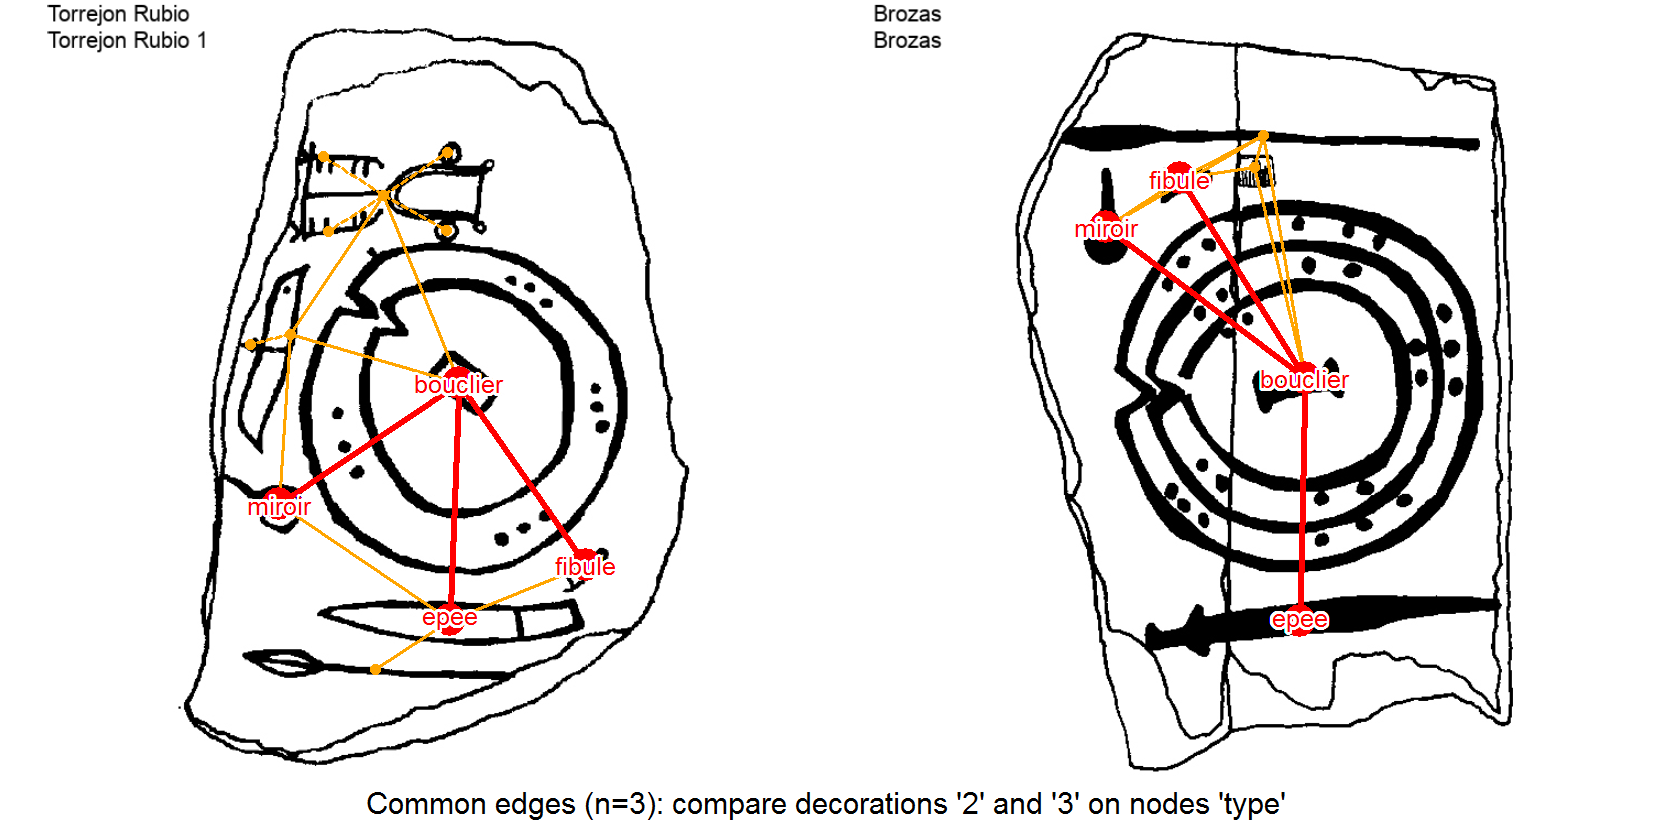 Torrejon Rubio
Torrejon Rubio 1
Brozas
Brozas
fibule
miroir
bouclier
bouclier
miroir
fibule
epee
epee
Common edges (n=3): compare decorations '2' and '3' on nodes 'type'